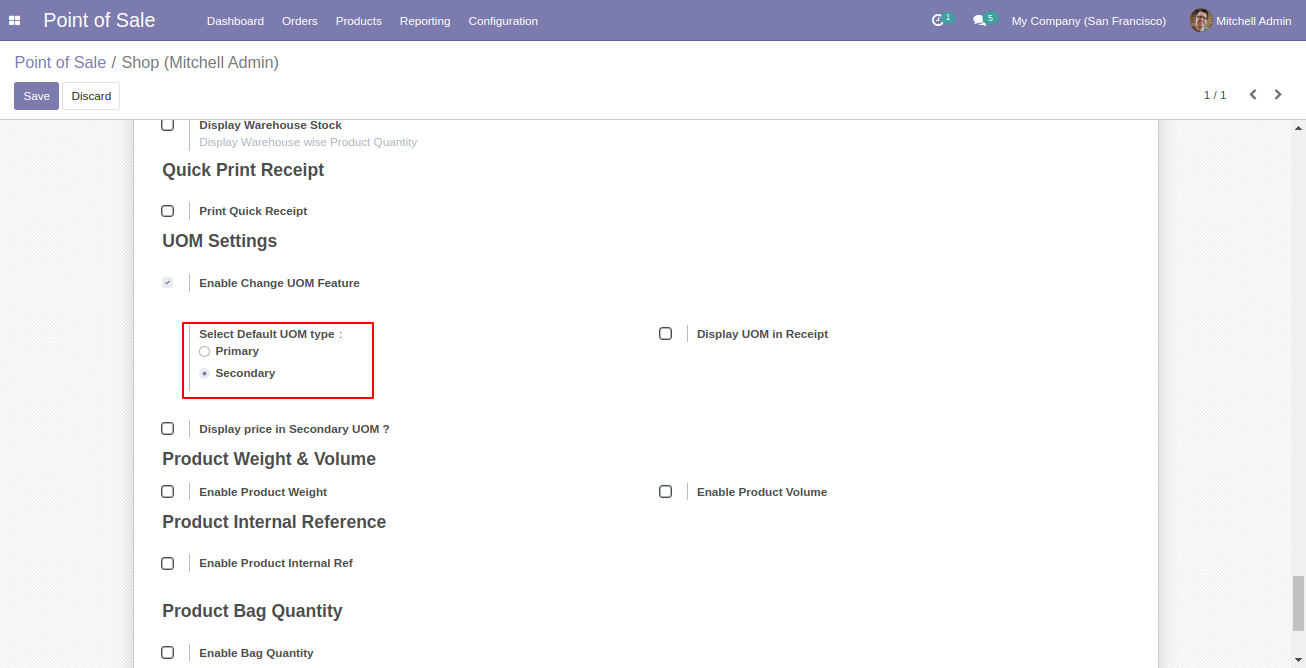 Point of Sale Dashboard Orders Products Reporting Configuration 1 5 My Company (San Francisco) Mitchell Admin
Point of Sale / Shop (Mitchell Admin)
Save Discard 1 / 1
Display Warehouse Stock
Display Warehouse wise Product Quantity
Quick Print Receipt
Print Quick Receipt
UOM Settings
Enable Change UOM Feature
Select Default UOM type : Display UOM in Receipt
Primary
Secondary
Display price in Secondary UOM ?
Product Weight & Volume
Enable Product Weight Enable Product Volume
Product Internal Reference
Enable Product Internal Ref
Product Bag Quantity
Enable Bag Quantity